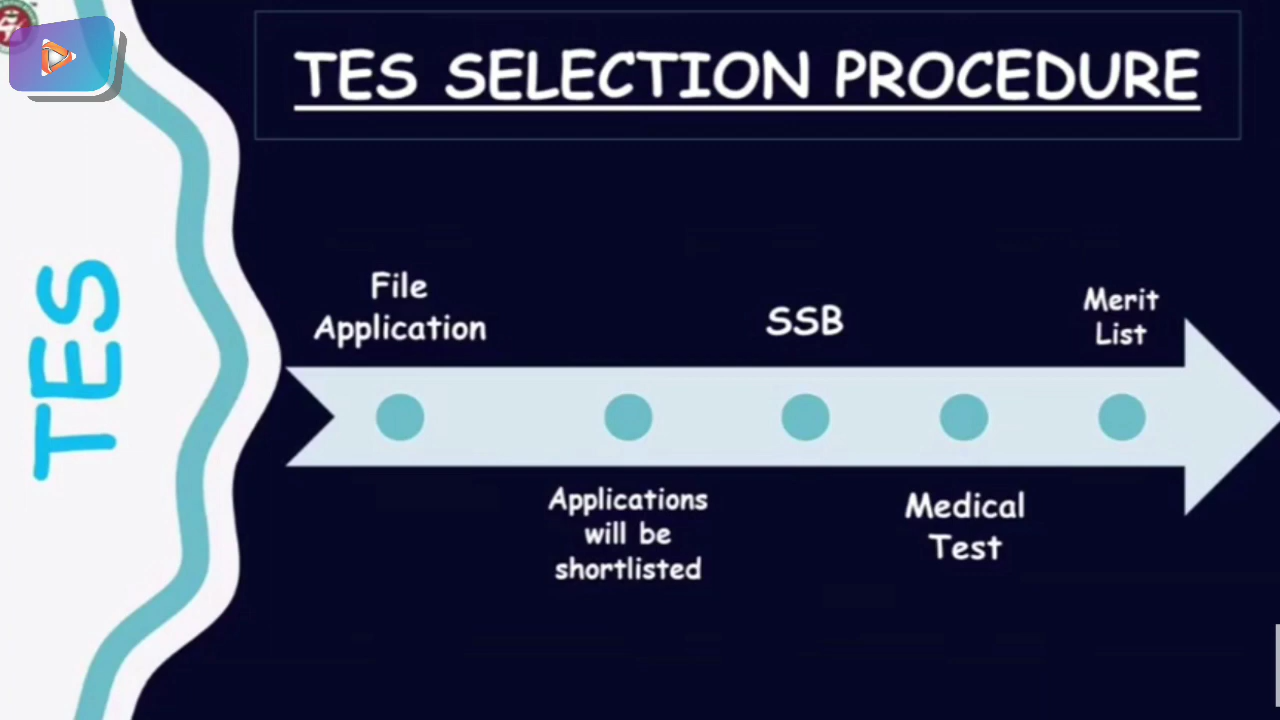 TES SELECTION PROCEDURE
TES
File
Application
Applications
will be
shortlisted
SSB
Medical
Test
Merit
List